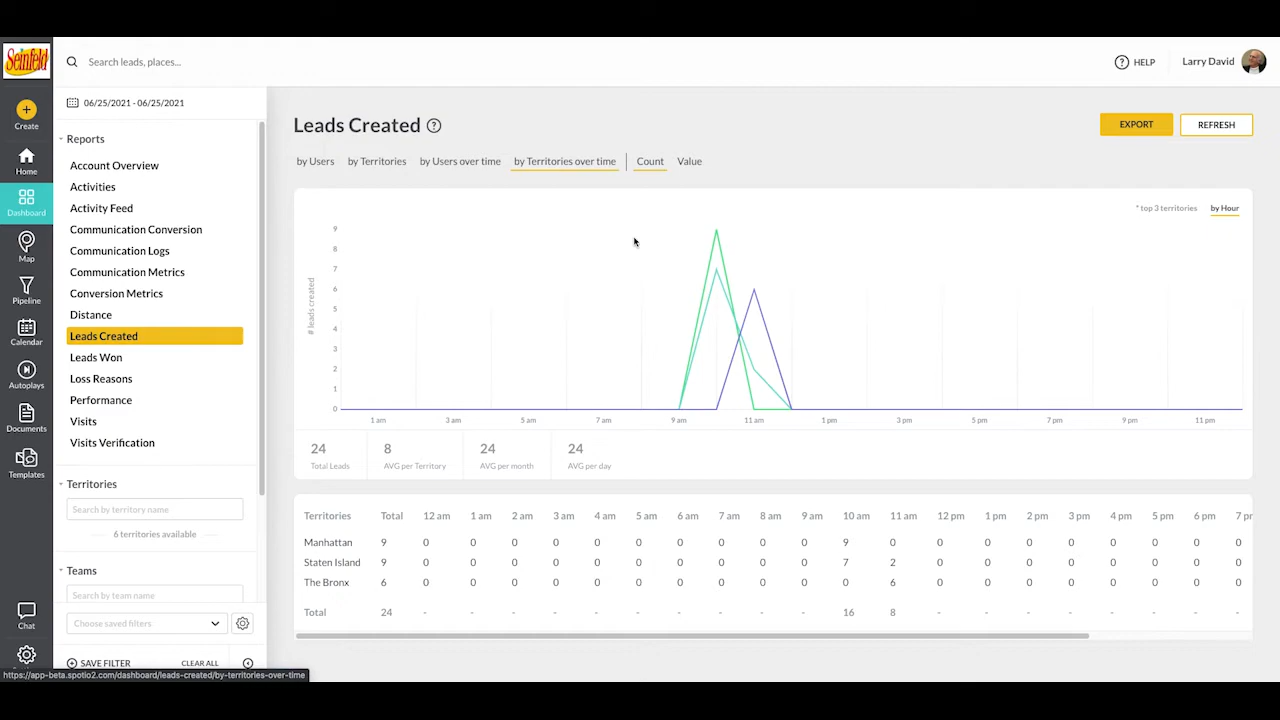 Seinfeld
Search leads, places...
HELP
Larry David
Create
Home
Dashboard
Map
Pipeline
Calendar
Autoplays
Documents
Templates
Chat
06/25/2021 - 06/25/2021
Reports
Account Overview
Activities
Activity Feed
Communication Conversion
Communication Logs
Communication Metrics
Conversion Metrics
Distance
Leads Created
Leads Won
Loss Reasons
Performance
Visits
Visits Verification
Territories
Search by territory name
6 territories available
Teams
Search by team name
Choose saved filters
SAVE FILTER CLEAR ALL
https://app-beta.spotio2.com/dashboard/leads-created/by-territories-over-time
Leads Created ?
EXPORT REFRESH
by Users by Territories by Users over time by Territories over time Count Value
* top 3 territories by Hour
# leads created
9
8
7
6
5
4
3
2
1
0
1 am 3 am 5 am 7 am 9 am 11 am 1 pm 3 pm 5 pm 7 pm 9 pm 11 pm
24 8 24 24
Total Leads AVG per Territory AVG per month AVG per day
Territories Total 12 am 1 am 2 am 3 am 4 am 5 am 6 am 7 am 8 am 9 am 10 am 11 am 12 pm 1 pm 2 pm 3 pm 4 pm 5 pm 6 pm 7 pr
Manhattan 9 0 0 0 0 0 0 0 0 0 0 9 0 0 0 0 0 0 0 0 0
Staten Island 9 0 0 0 0 0 0 0 0 0 0 7 2 0 0 0 0 0 0 0 0
The Bronx 6 0 0 0 0 0 0 0 0 0 0 0 6 0 0 0 0 0 0 0 0
Total 24 - - - - - - - - - - 16 8 - - - - - - - -